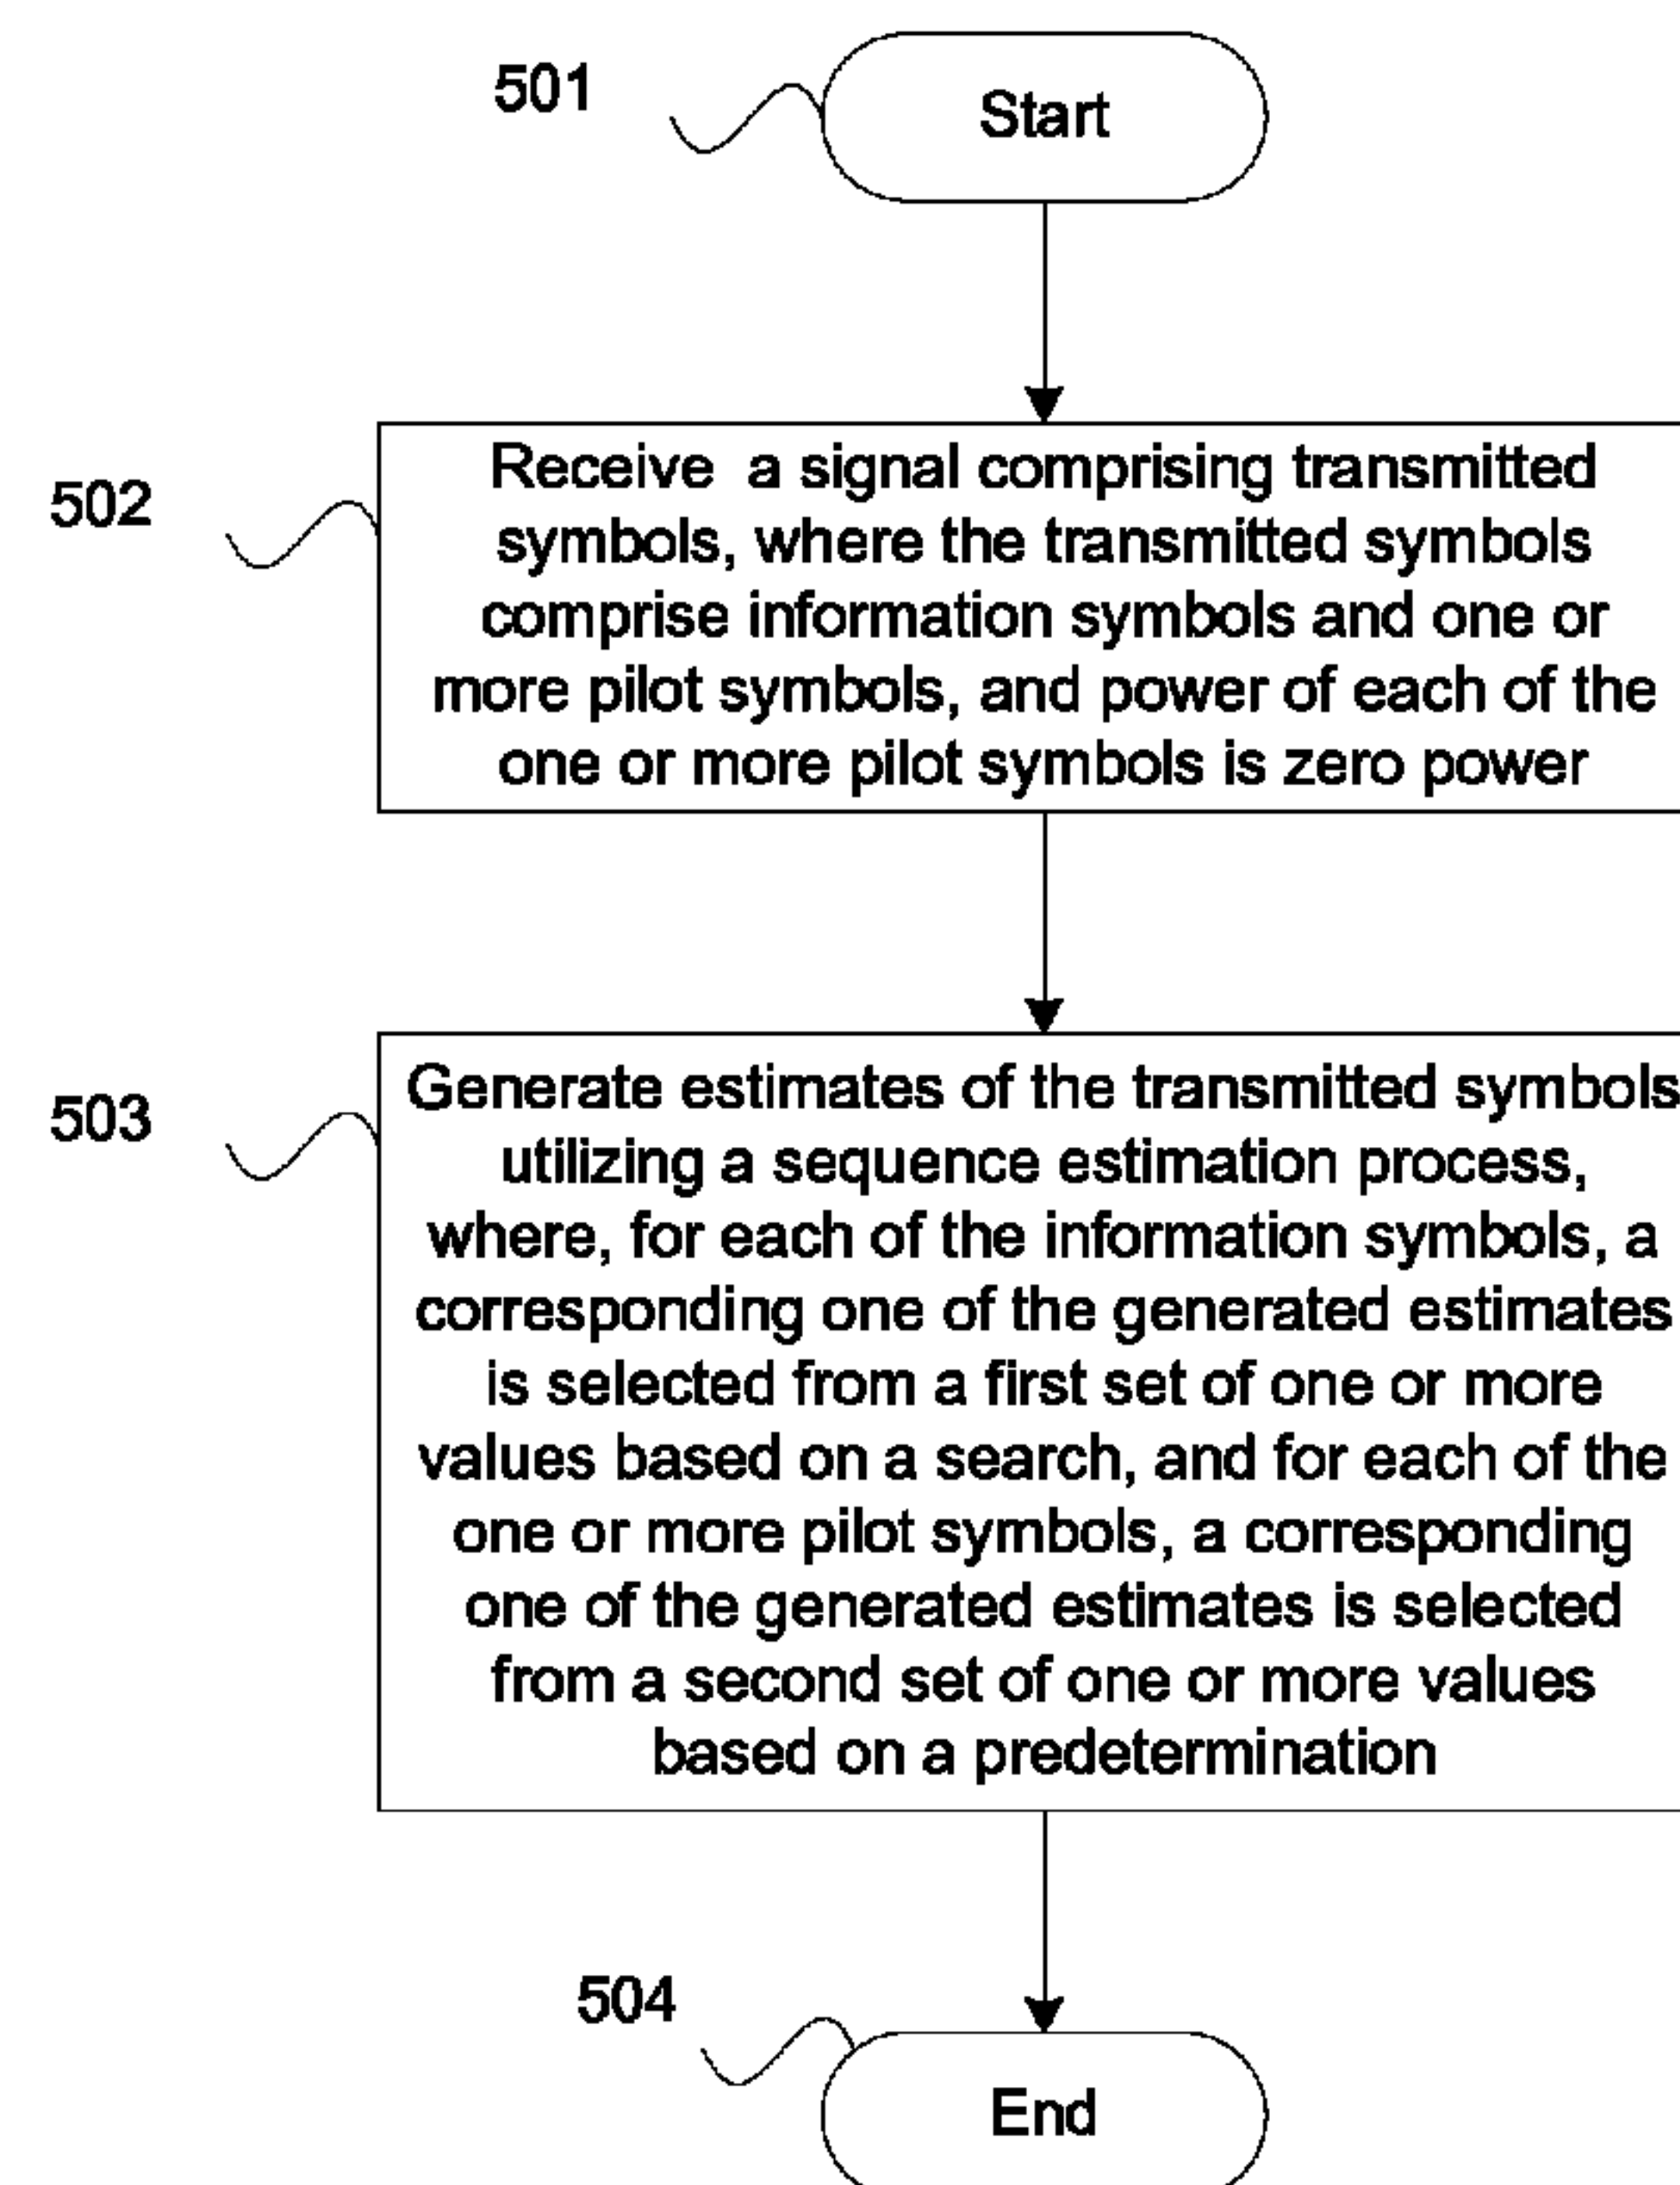 501
Start
502
Receive a signal comprising transmitted
symbols, where the transmitted symbols
comprise information symbols and one or
more pilot symbols, and power of each of the
one or more pilot symbols is zero power
503
Generate estimates of the transmitted symbols
utilizing a sequence estimation process,
where, for each of the information symbols, a
corresponding one of the generated estimates
is selected from a first set of one or more
values based on a search, and for each of the
one or more pilot symbols, a corresponding
one of the generated estimates is selected
from a second set of one or more values
based on a predetermination
504
End